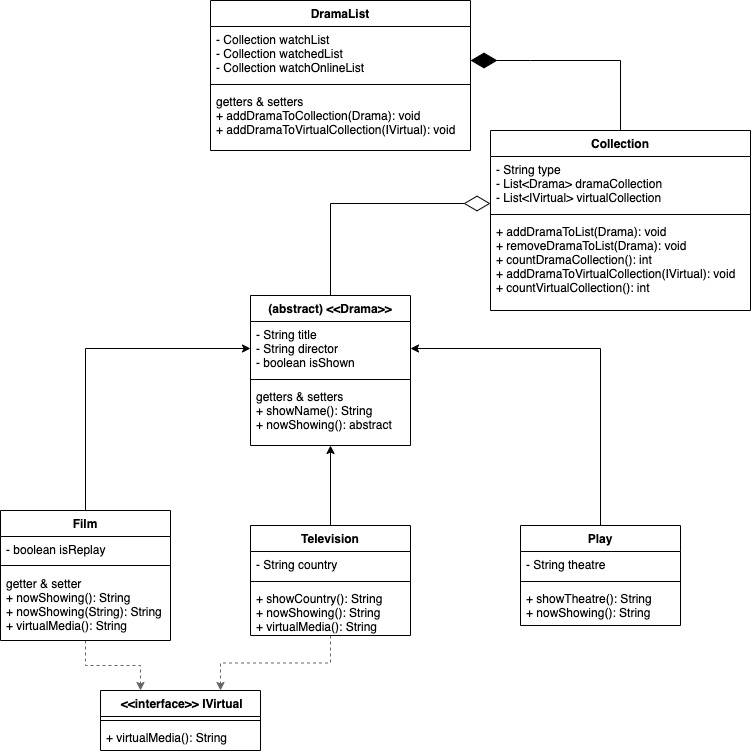 DramaList
- Collection watchList
- Collection watchedList
- Collection watchOnlineList
getters & setters
+ addDramaToCollection(Drama): void
+ addDramaToVirtualCollection(IVirtual): void
Collection
- String type
- List<Drama> dramaCollection
- List<IVirtual> virtualCollection
+ addDramaToList(Drama): void
+ removeDramaToList(Drama): void
+ countDramaCollection(): int
+ addDramaToVirtualCollection(IVirtual): void
+ countVirtualCollection(): int
(abstract) <<Drama>>
- String title
- String director
- boolean isShown
getters & setters
+ showName(): String
+ nowShowing(): abstract
Film
- boolean isReplay
getter & setter
+ nowShowing(): String
+ nowShowing(String): String
+ virtualMedia(): String
Television
- String country
+ showCountry(): String
+ nowShowing(): String
+ virtualMedia(): String
Play
- String theatre
+ showTheatre(): String
+ nowShowing(): String
<<interface>> IVirtual
+ virtualMedia(): String